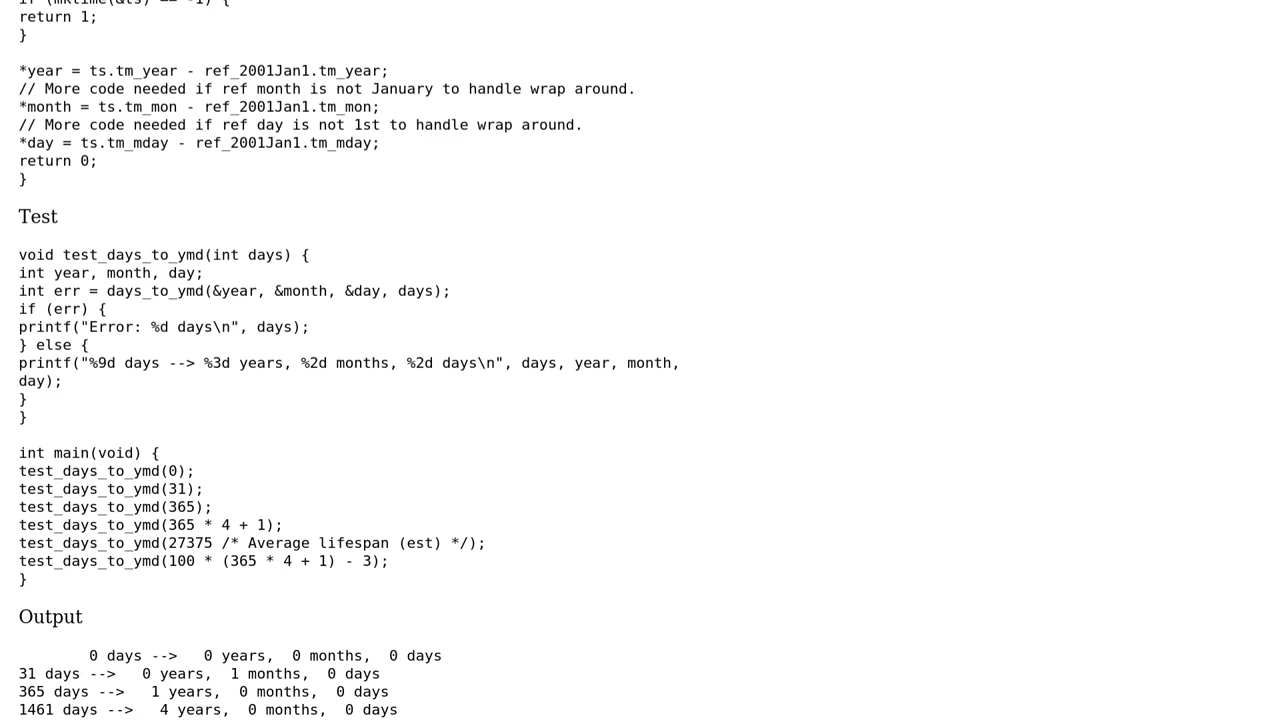 if (mktime(&ts) == -1) {
return 1;
}
*year = ts.tm_year - ref_2001Jan1.tm_year;
// More code needed if ref month is not January to handle wrap around.
*month = ts.tm_mon - ref_2001Jan1.tm_mon;
// More code needed if ref day is not 1st to handle wrap around.
*day = ts.tm_mday - ref_2001Jan1.tm_mday;
return 0;
}
Test
void test_days_to_ymd(int days) {
int year, month, day;
int err = days_to_ymd(&year, &month, &day, days);
if (err) {
printf("Error: %d days\n", days);
} else {
printf("%9d days --> %3d years, %2d months, %2d days\n", days, year, month,
day);
}
}
int main(void) {
test_days_to_ymd(0);
test_days_to_ymd(31);
test_days_to_ymd(365);
test_days_to_ymd(365 * 4 + 1);
test_days_to_ymd(27375 /* Average lifespan (est) */);
test_days_to_ymd(100 * (365 * 4 + 1) - 3);
}
Output
        0 days -->   0 years,  0 months,  0 days
31 days -->   0 years,  1 months,  0 days
365 days -->   1 years,  0 months,  0 days
1461 days -->   4 years,  0 months,  0 days